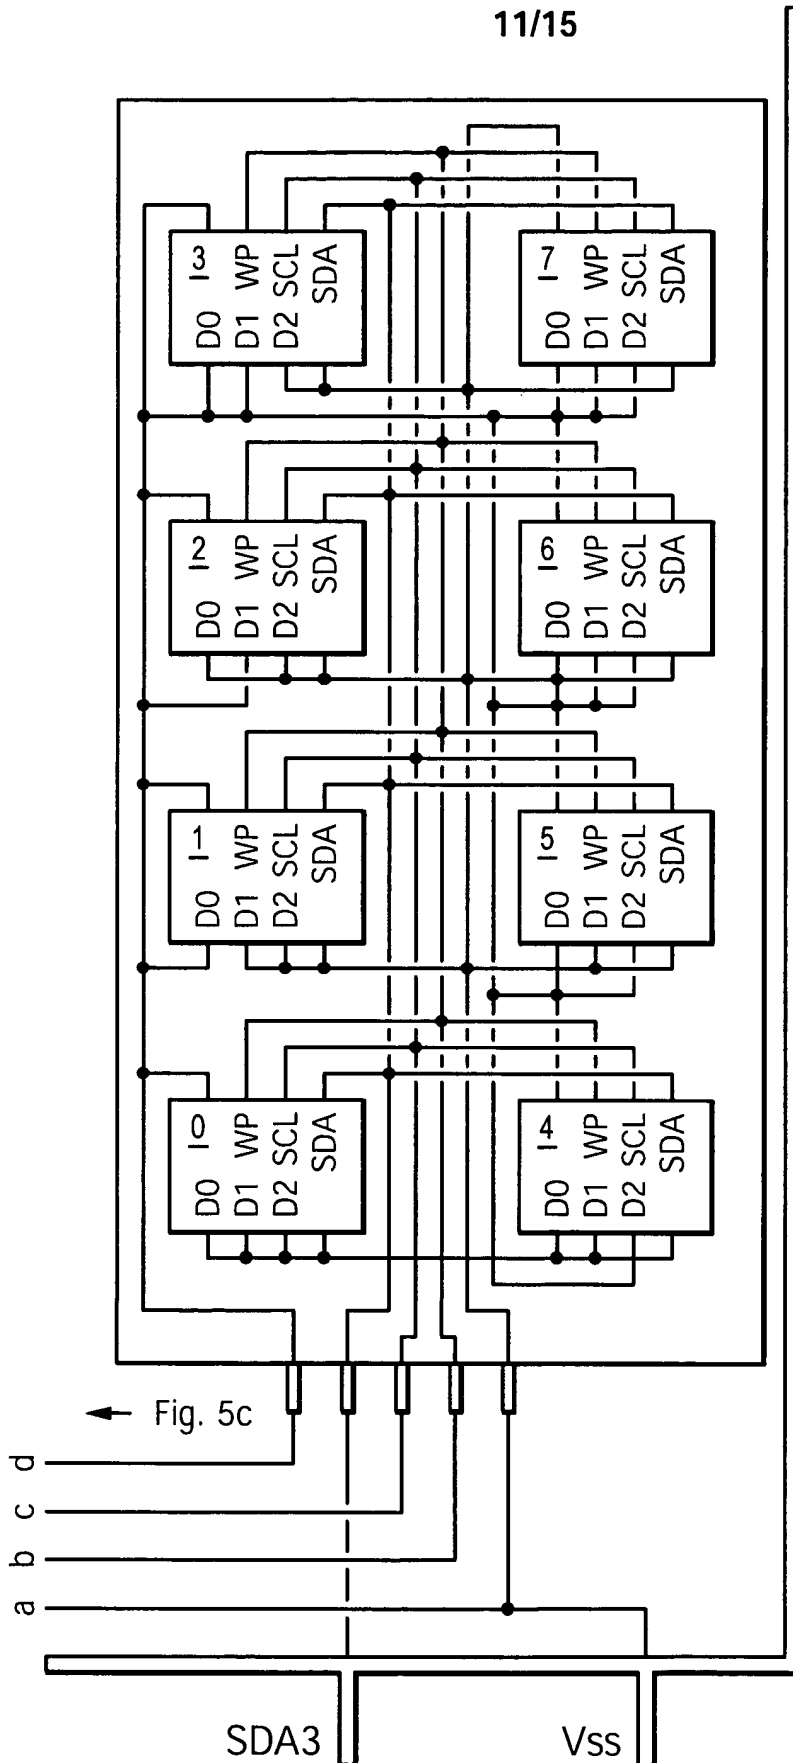 11/15
3 WP SCL SDA
D0 D1 D2
7 WP SCL SDA
D0 D1 D2
2 WP SCL SDA
D0 D1 D2
6 WP SCL SDA
D0 D1 D2
1 WP SCL SDA
D0 D1 D2
5 WP SCL SDA
D0 D1 D2
0 WP SCL SDA
D0 D1 D2
4 WP SCL SDA
D0 D1 D2
Fig. 5c
d
c
b
a
SDA3 Vss